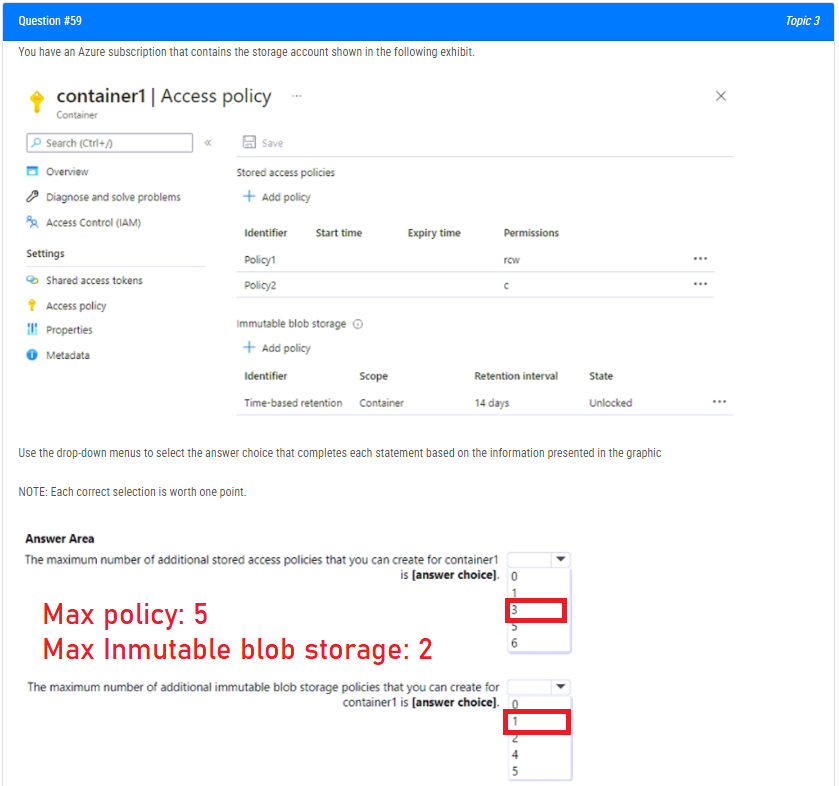 Question #59 Topic 3
You have an Azure subscription that contains the storage account shown in the following exhibit.
container1 | Access policy ...
Container
Search (Ctrl+/) «
Save
Overview
Stored access policies
Diagnose and solve problems
+ Add policy
Access Control (IAM)
Identifier Start time Expiry time Permissions
Settings
Policy1 rcw ...
Shared access tokens
Policy2 c ...
Access policy
Properties
Immutable blob storage
+ Add policy
Metadata
Identifier Scope Retention interval State
Time-based retention Container 14 days Unlocked ...
Use the drop-down menus to select the answer choice that completes each statement based on the information presented in the graphic
NOTE: Each correct selection is worth one point.
Answer Area
The maximum number of additional stored access policies that you can create for container1
is [answer choice].
0
1
3
5
6
Max policy: 5
Max Inmutable blob storage: 2
The maximum number of additional immutable blob storage policies that you can create for
container1 is [answer choice].
0
1
2
4
5